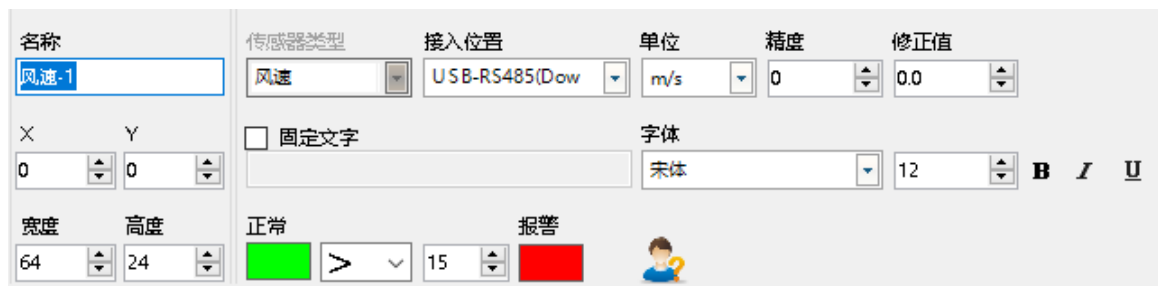 名称 传感器类型 接入位置 单位 精度 修正值
风速-1 风速 USB-RS485(Dow m/s 0 0.0
X Y 固定文字 字体
0 0 宋体 12 B I U
宽度 高度 正常 报警
64 24 > 15